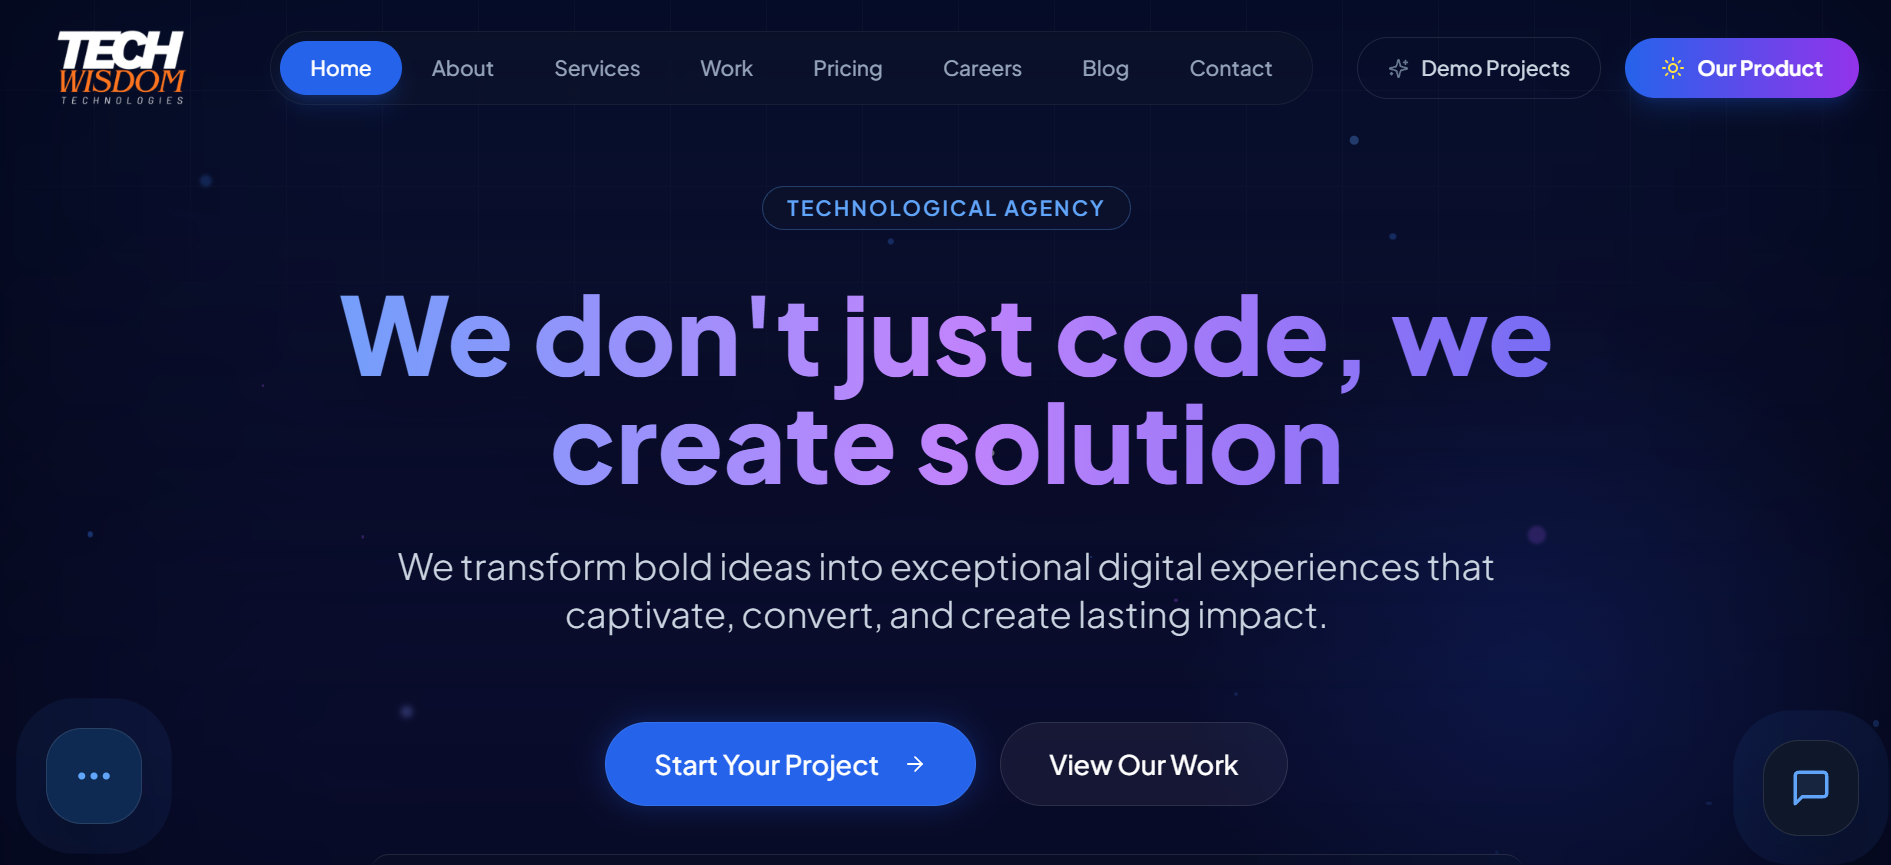 TECH
WISDOM
TECHNOLOGIES
Home
About
Services
Work
Pricing
Careers
Blog
Contact
Demo Projects
Our Product
TECHNOLOGICAL AGENCY
We don't just code, we
create solution
We transform bold ideas into exceptional digital experiences that
captivate, convert, and create lasting impact.
Start Your Project
View Our Work